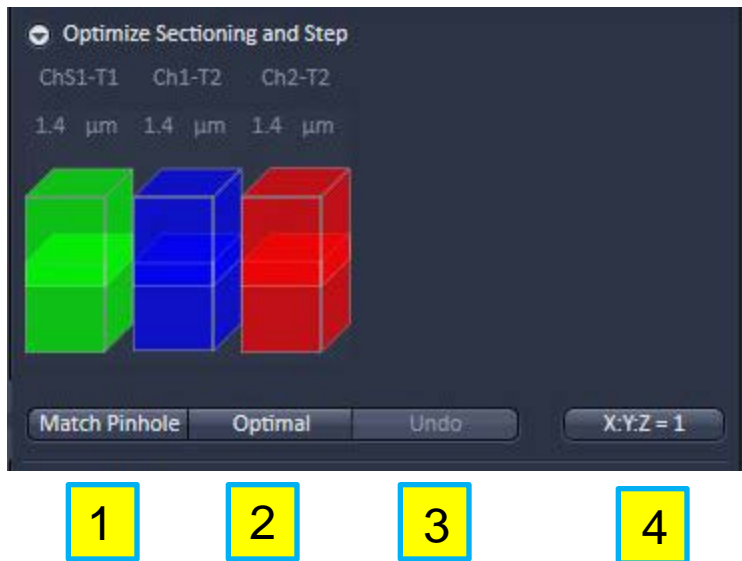 Optimize Sectioning and Step
ChS1-T1 Ch1-T2 Ch2-T2
1.4 µm 1.4 µm 1.4 µm
Match Pinhole Optimal Undo X:Y:Z = 1
1 2 3 4